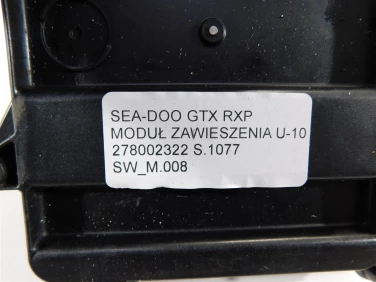 SEA-DOO GTX RXP
MODUŁ ZAWIESZENIA U-10
278002322 S.1077
SW_M.008